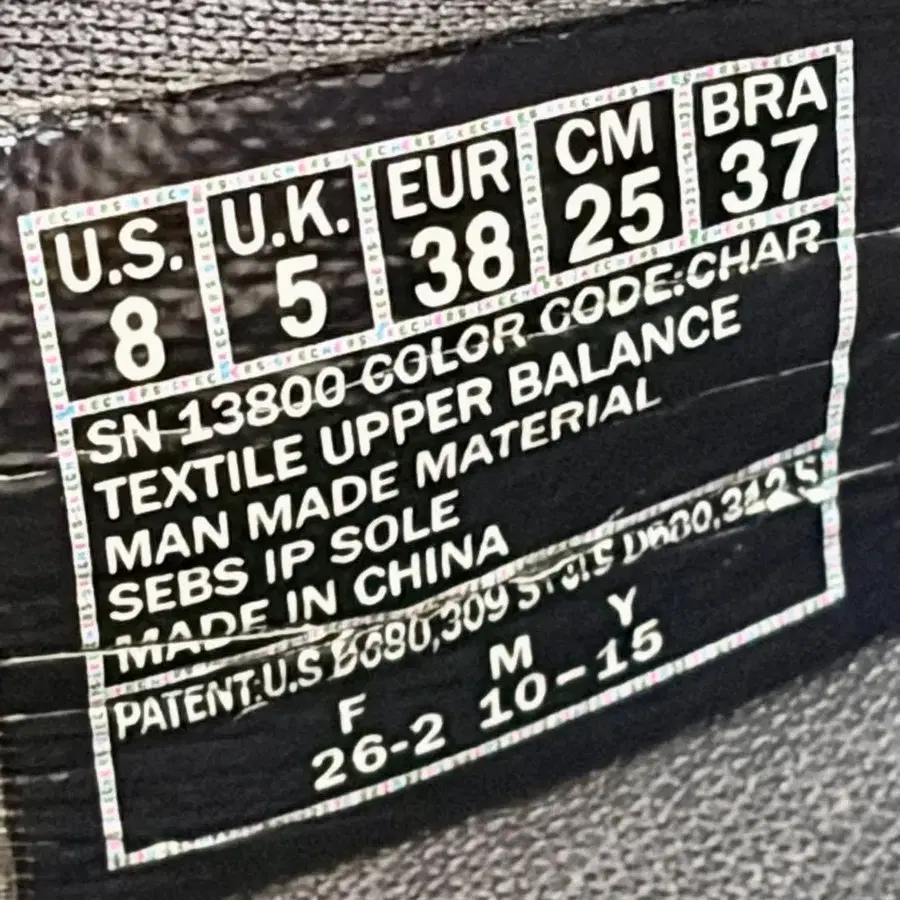 U.S. U.K. EUR CM BRA
8 5 38 25 37
SN 13800 COLOR CODE:CHAR
TEXTILE UPPER BALANCE
MAN MADE MATERIAL
SEBS IP SOLE
MADE IN CHINA
PATENT:U.S D680,309
F M Y
26-2 10-15